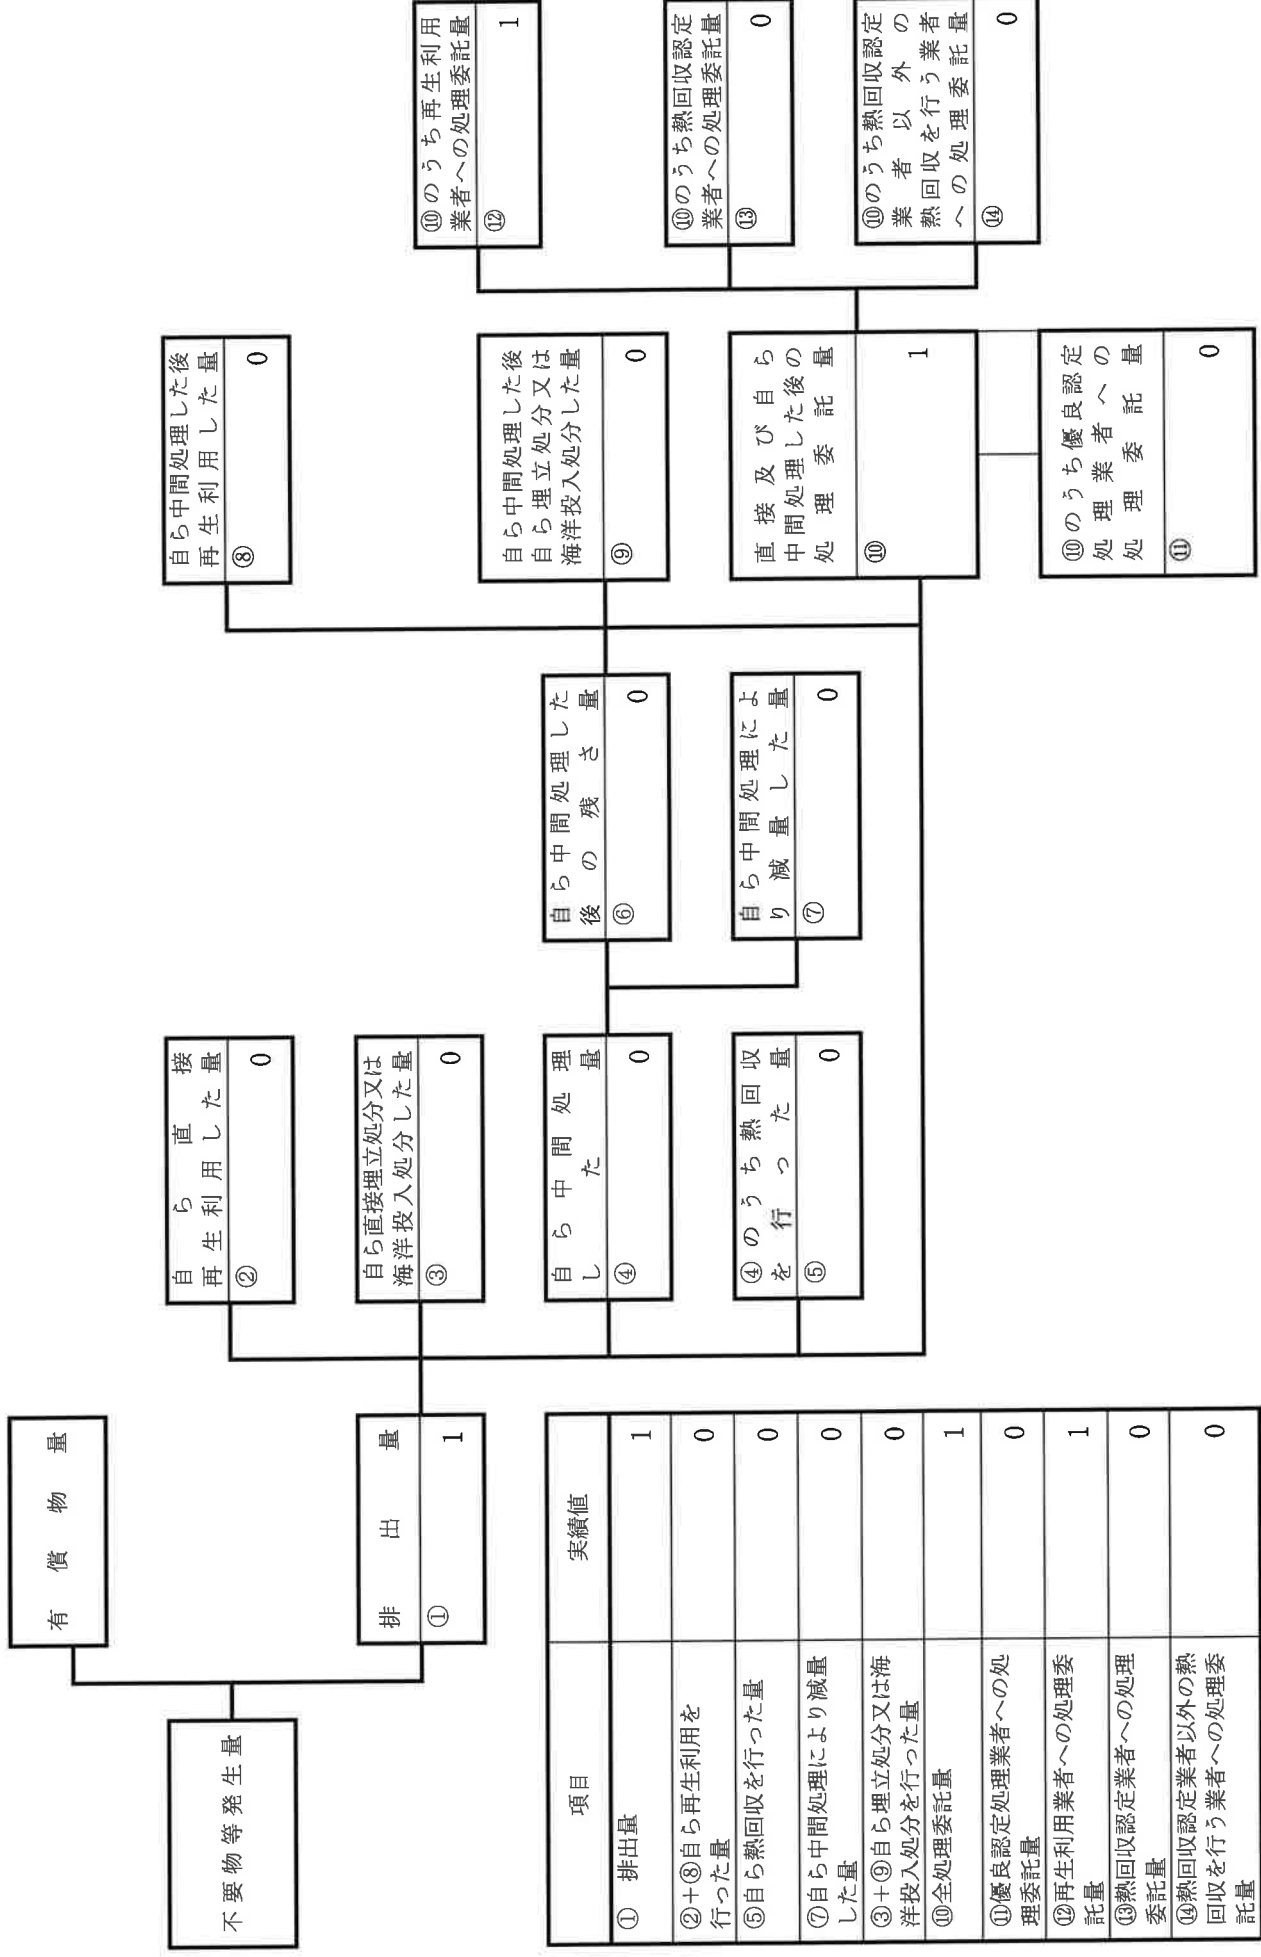 有償物量
不要物等発生量
排出量
① 1
自ら直接
再生利用した量
② 0
自ら直接埋立処分又は
海洋投入処分した量
③ 0
自ら中間処理
した量
④ 0
④のうち熱回収
を行った量
⑤ 0
自ら中間処理した
後の残さ量
⑥ 0
自ら中間処理によ
り減量した量
⑦ 0
自ら中間処理した後
再生利用した量
⑧ 0
自ら中間処理した後
自ら埋立処分又は
海洋投入処分した量
⑨ 0
直接及び自ら
中間処理した後の
処理委託量
⑩ 1
⑩のうち優良認定
処理業者への
処理委託量
⑪ 0
⑩のうち再生利用
業者への処理委託量
⑫ 1
⑩のうち熱回収認定
業者への処理委託量
⑬ 0
⑩のうち熱回収認定
業者以外の
熱回収を行う業者
への処理委託量
⑭ 0
項目 実績値
① 排出量 1
②+⑧自ら再生利用を
行った量 0
⑤自ら熱回収を行った量 0
⑦自ら中間処理により減量
した量 0
③+⑨自ら埋立処分又は海
洋投入処分を行った量 0
⑩全処理委託量 1
⑪優良認定処理業者への処
理委託量 0
⑫再生利用業者への処理委
託量 1
⑬熱回収認定業者への処理
委託量 0
⑭熱回収認定業者以外の熱
回収を行う業者への処理委
託量 0